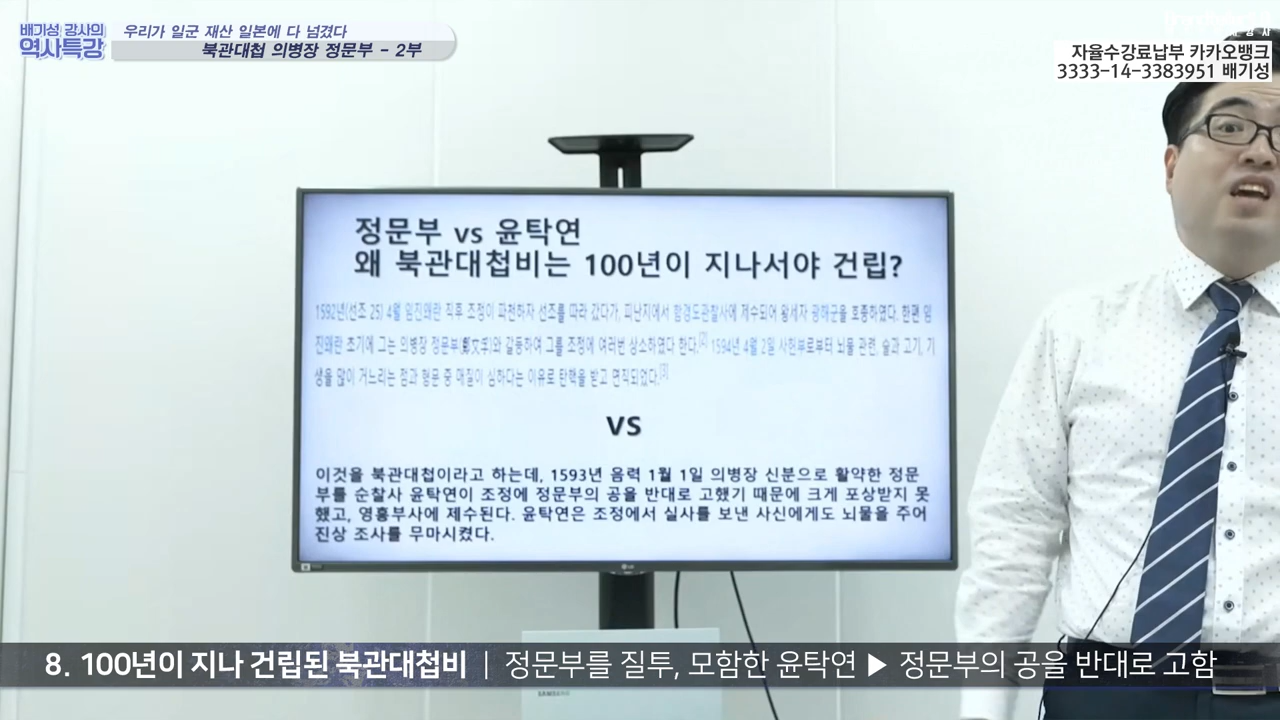 배기성 강사의
역사특강
우리가 일군 재산 일본에 다 넘겼다
북관대첩 의병장 정문부 - 2부
자율수강료납부 카카오뱅크
3333-14-3383951 배기성
정문부 vs 윤탁연
왜 북관대첩비는 100년이 지나서야 건립?
1592년(선조 25) 4월 임진왜란 직후 조정이 파천하자 선조를 따라 갔다가, 피난지에서 함경도관찰사에 제수되어 왕세자 광해군을 호종하였다. 한편 임
진왜란 초기에 그는 의병장 정문부(鄭文孚)와 갈등하여 그를 조정에 여러번 상소하였다 한다.[2] 1594년 4월 2일 사헌부로부터 뇌물 관련, 술과 고기, 기
생을 많이 거느리는 점과 형문 중 매질이 심하다는 이유로 탄핵을 받고 면직되었다.[3]
VS
이것을 북관대첩이라고 하는데, 1593년 음력 1월 1일 의병장 신분으로 활약한 정문
부를 순찰사 윤탁연이 조정에 정문부의 공을 반대로 고했기 때문에 크게 포상받지 못
했고, 영흥부사에 제수된다. 윤탁연은 조정에서 실사를 보낸 사신에게도 뇌물을 주어
진상 조사를 무마시켰다.
LG
SAMSUNG
8. 100년이 지나 건립된 북관대첩비 | 정문부를 질투, 모함한 윤탁연 ▶ 정문부의 공을 반대로 고함